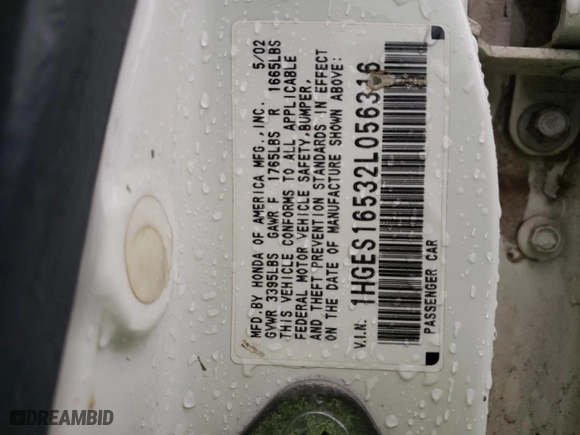 MFD.BY HONDA OF AMERICA MFG., INC. 5/02
GVWR 3395LBS GAWR F 1765LBS R 1665LBS
THIS VEHICLE CONFORMS TO ALL APPLICABLE
FEDERAL MOTOR VEHICLE SAFETY,BUMPER,
AND THEFT PREVENTION STANDARDS IN EFFECT
ON THE DATE OF MANUFACTURE SHOWN ABOVE:
V.I.N. 1HGES16532L056316
PASSENGER CAR
DREAMBID